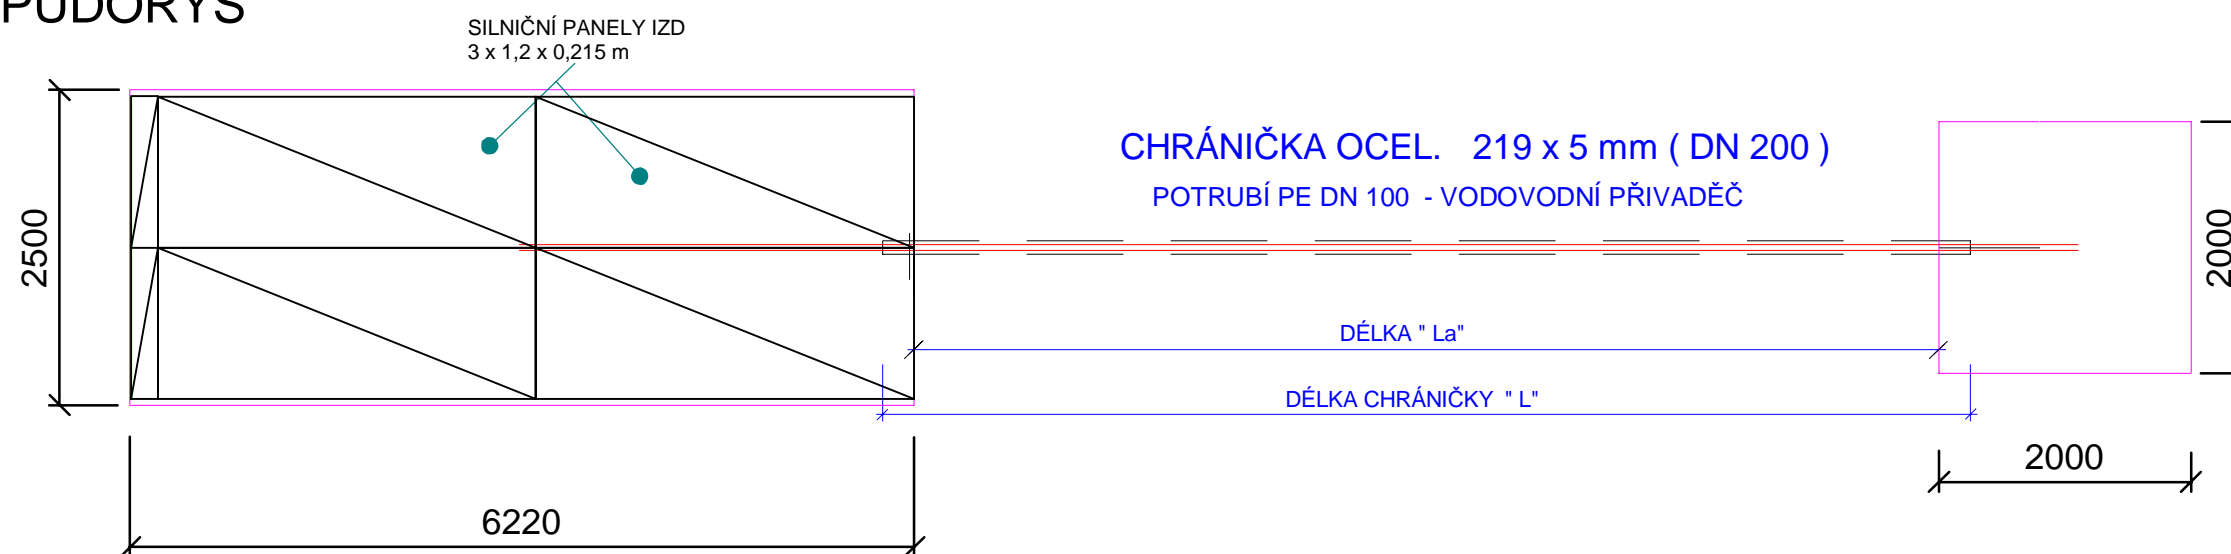 PŮDORYS
SILNIČNÍ PANELY IZD
3 x 1,2 x 0,215 m
CHRÁNIČKA OCEL. 219 x 5 mm ( DN 200 )
POTRUBÍ PE DN 100 - VODOVODNÍ PŘIVADĚČ
2500
2000
DÉLKA " La"
DÉLKA CHRÁNIČKY " L"
2000
6220